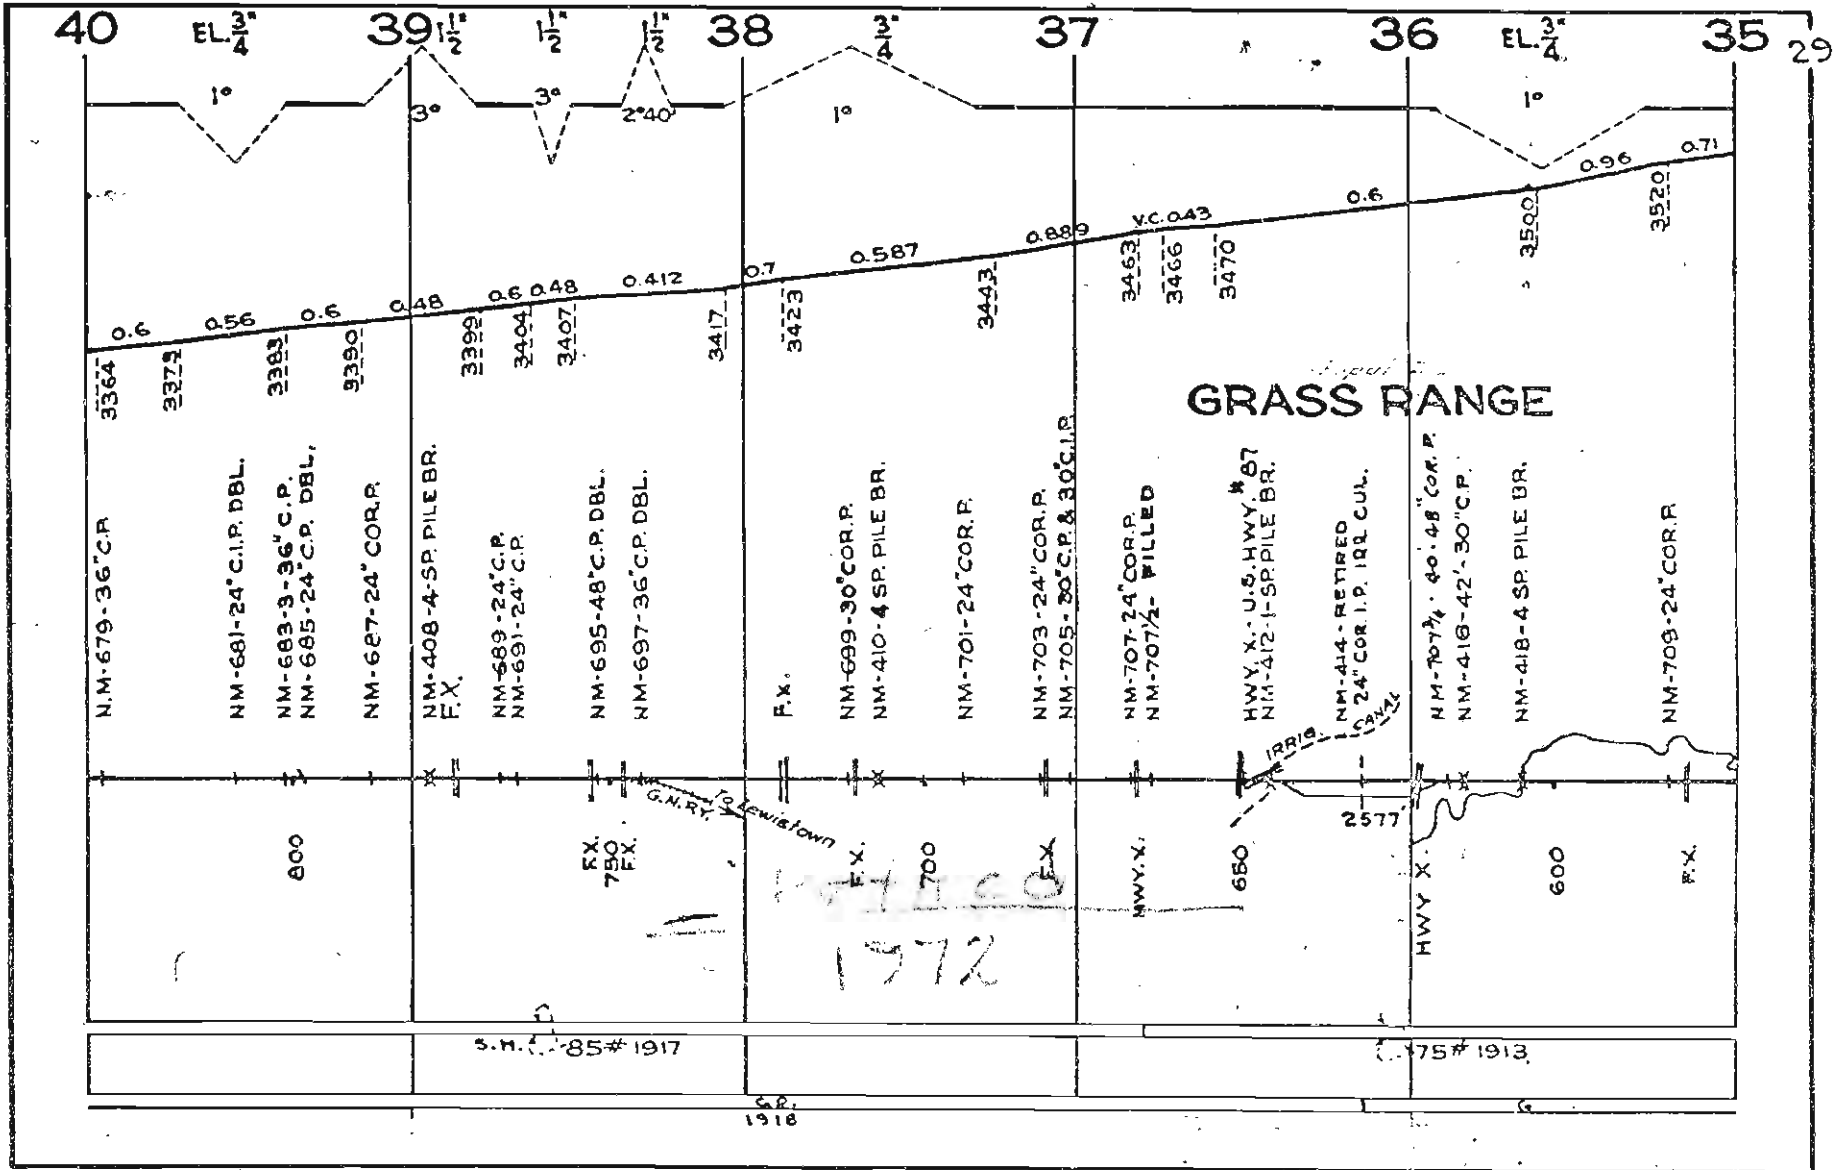 40 EL. 3/4" 39 1 1/2" 1 1/2" 1 1/2" 38 3/4" 37 36 EL. 3/4" 35 29
1° 3° 3° 2°40' 1° 1°
0.6 0.56 0.6 0.48 0.6 0.48 0.412 0.7 0.587 0.889 V.C. 0.43 0.6 0.96 0.71
3364 3379 3383 3390 3399 3404 3407 3417 3423 3443 3463 3466 3470 3500 3520
GRASS RANGE
N.M-679-36"C.P.
NM-681-24"C.I.P. DBL.
NM-683-3-36"C.P.
NM-685-24"C.P. DBL.
NM-687-24"COR.P.
NM-408-4-SP. PILE BR.
F.X.
NM-689-24"C.P.
NM-691-24"C.P.
NM-695-48"C.P. DBL.
NM-697-36"C.P. DBL.
F.X.
NM-699-30"COR.P.
NM-410-4 SP. PILE BR.
NM-701-24"COR.P.
NM-703-24"COR.P.
NM-705-30"C.P. & 30"C.I.P.
NM-707-24"COR.P.
NM-707½- FILLED
HWY. X.- U.S. HWY. # 87
NM-412-1-SP. PILE BR.
NM-414-RETIRED
24"COR. I.P. IRR CUL.
NM-707¾-40'-48" COR. P.
NM-416-42'-30"C.P.
NM-418-4 SP. PILE BR.
NM-709-24"COR.P.
IRRIG. CANAL
G.N.RY. To Lewistown
2577'
800
F.X.
750
F.X.
F.X.
700
F.X.
HWY. X.
650
HWY X.
600
F.X.
1972
S.H. 85# 1917
75# 1913
G.R. G
1918